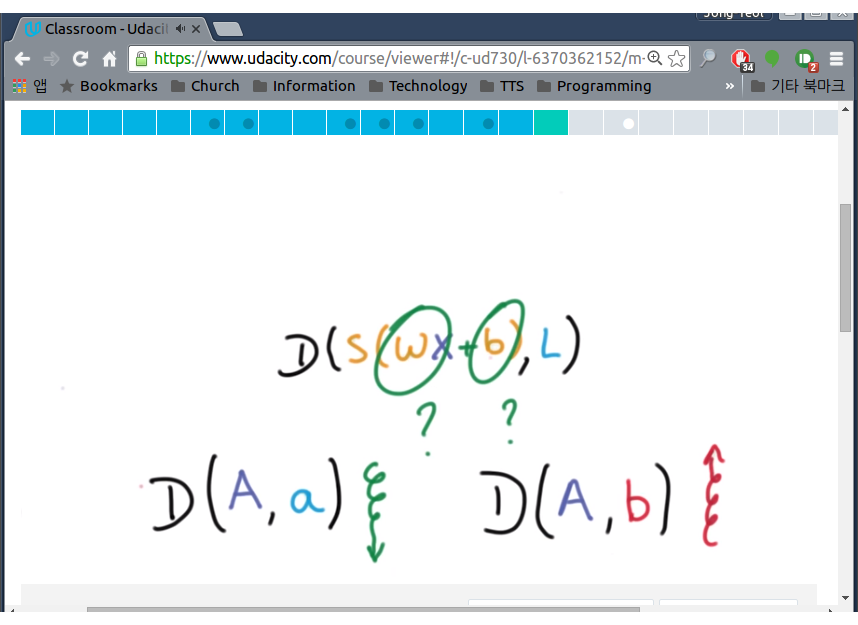 Jong Yeol
Classroom - Udaci
https://www.udacity.com/course/viewer#!/c-ud730/l-6370362152/m-
34
2
앱 Bookmarks Church Information Technology TTS Programming » 기타 북마크
D(S(WX+b),L)
? ?
D(A,a) D(A,b)